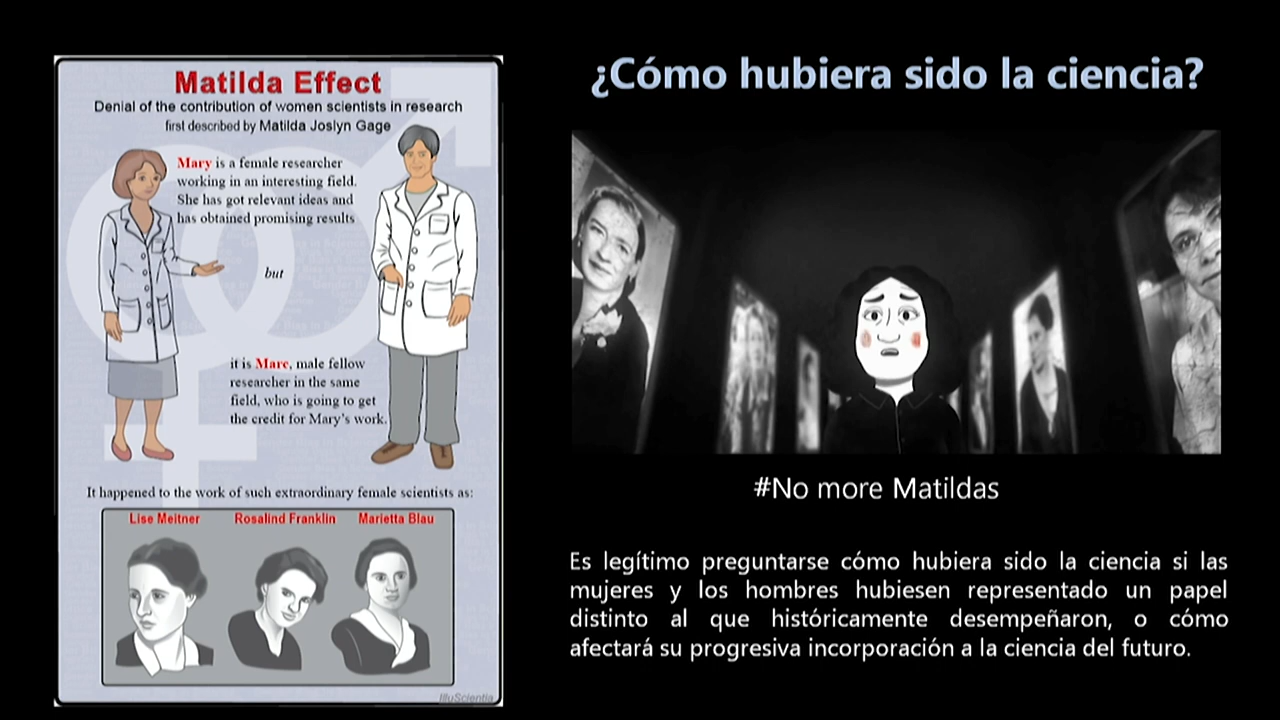 Matilda Effect
Denial of the contribution of women scientists in research
first described by Matilda Joslyn Gage
Mary is a female researcher
working in an interesting field.
She has got relevant ideas and
has obtained promising results
but
it is Marc, male fellow
researcher in the same
field, who is going to get
the credit for Mary's work.
It happened to the work of such extraordinary female scientists as:
Lise Meitner Rosalind Franklin Marietta Blau
IlluScientia
¿Cómo hubiera sido la ciencia?
#No more Matildas
Es legítimo preguntarse cómo hubiera sido la ciencia si las
mujeres y los hombres hubiesen representado un papel
distinto al que históricamente desempeñaron, o cómo
afectará su progresiva incorporación a la ciencia del futuro.